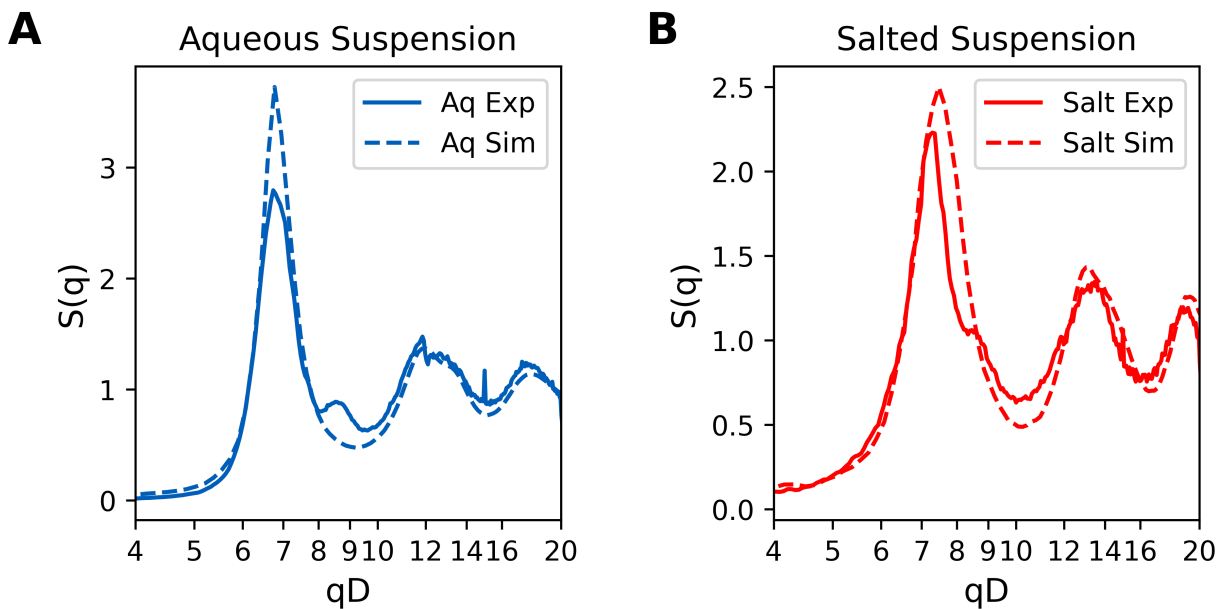 A
Aqueous Suspension
Aq Exp
Aq Sim
S(q)
3
2
1
0
4 5 6 7 8 9 10 12 14 16 20
qD
B
Salted Suspension
Salt Exp
Salt Sim
S(q)
2.5
2.0
1.5
1.0
0.5
0.0
4 5 6 7 8 9 10 12 14 16 20
qD